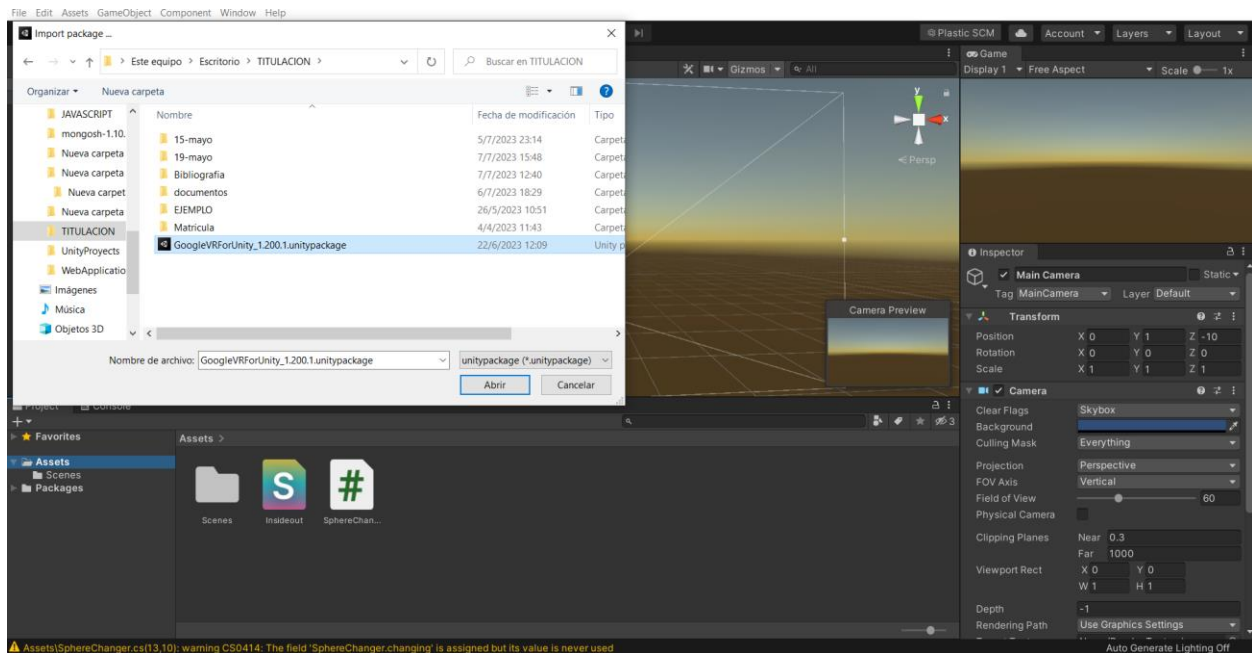 File Edit Assets GameObject Component Window Help
Import package ...
Plastic SCM Account Layers Layout
Este equipo > Escritorio > TITULACION >
Buscar en TITULACION
Organizar Nueva carpeta
JAVASCRIPT
mongosh-1.10.
Nueva carpeta
Nueva carpeta
Nueva carpet
Nueva carpeta
TITULACION
UnityProyects
WebApplicatio
Imágenes
Música
Objetos 3D
Nombre Fecha de modificación Tipo
15-mayo 5/7/2023 23:14 Carpeta
19-mayo 7/7/2023 15:48 Carpeta
Bibliografia 7/7/2023 12:40 Carpeta
documentos 6/7/2023 18:29 Carpeta
EJEMPLO 26/5/2023 10:51 Carpeta
Matricula 4/4/2023 11:43 Carpeta
GoogleVRForUnity_1.200.1.unitypackage 22/6/2023 12:09 Unity p
Nombre de archivo: GoogleVRForUnity_1.200.1.unitypackage unitypackage (*.unitypackage)
Abrir Cancelar
Gizmos All
y
x
Persp
Camera Preview
Game
Display 1 Free Aspect Scale 1x
Inspector
Main Camera Static
Tag MainCamera Layer Default
Transform
Position X 0 Y 1 Z -10
Rotation X 0 Y 0 Z 0
Scale X 1 Y 1 Z 1
Camera
Clear Flags Skybox
Background
Culling Mask Everything
Projection Perspective
FOV Axis Vertical
Field of View 60
Physical Camera
Clipping Planes Near 0.3
Far 1000
Viewport Rect X 0 Y 0
W 1 H 1
Depth -1
Rendering Path Use Graphics Settings
Project Console
3
Favorites
Assets
Scenes
Packages
Assets >
Scenes Insideout SphereChan...
Assets\SphereChanger.cs(13,10): warning CS0414: The field 'SphereChanger.changing' is assigned but its value is never used
Auto Generate Lighting Off